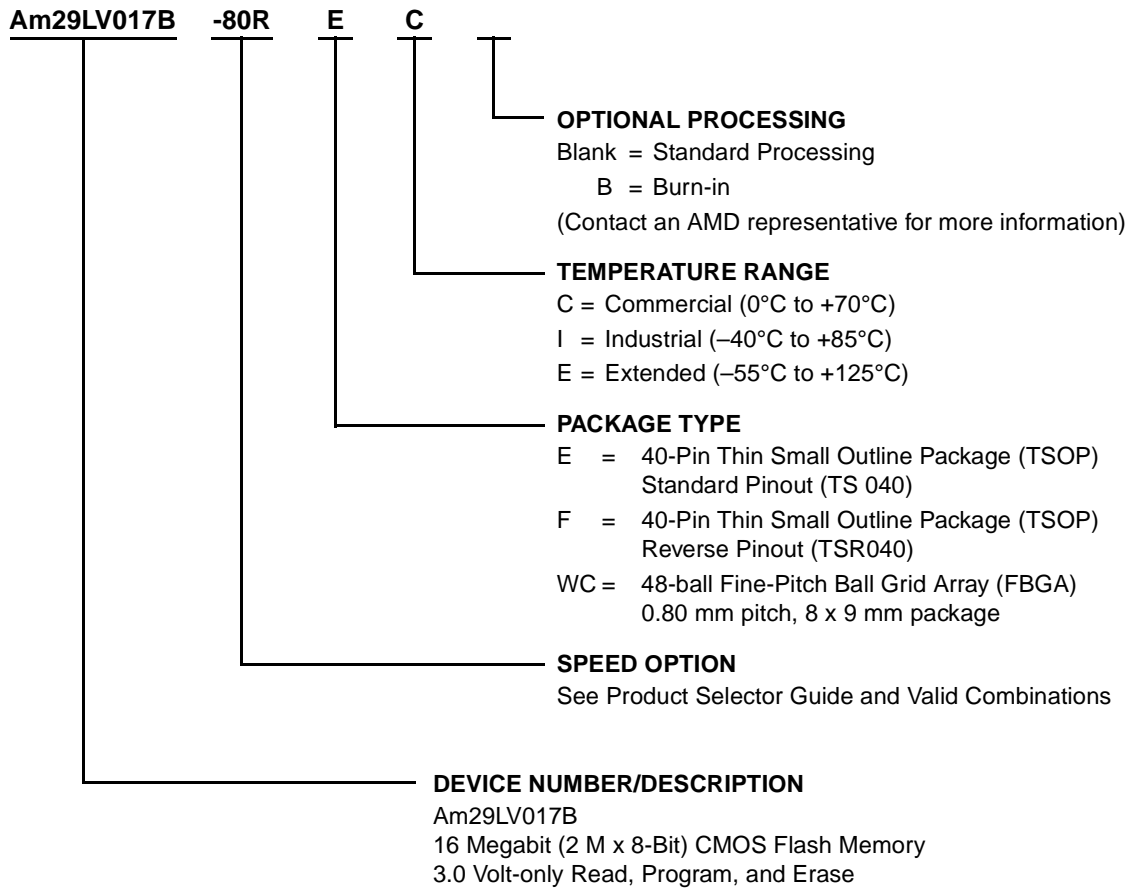 Am29LV017B -80R E C
OPTIONAL PROCESSING
Blank = Standard Processing
B = Burn-in
(Contact an AMD representative for more information)
TEMPERATURE RANGE
C = Commercial (0°C to +70°C)
I = Industrial (–40°C to +85°C)
E = Extended (–55°C to +125°C)
PACKAGE TYPE
E = 40-Pin Thin Small Outline Package (TSOP)
Standard Pinout (TS 040)
F = 40-Pin Thin Small Outline Package (TSOP)
Reverse Pinout (TSR040)
WC = 48-ball Fine-Pitch Ball Grid Array (FBGA)
0.80 mm pitch, 8 x 9 mm package
SPEED OPTION
See Product Selector Guide and Valid Combinations
DEVICE NUMBER/DESCRIPTION
Am29LV017B
16 Megabit (2 M x 8-Bit) CMOS Flash Memory
3.0 Volt-only Read, Program, and Erase